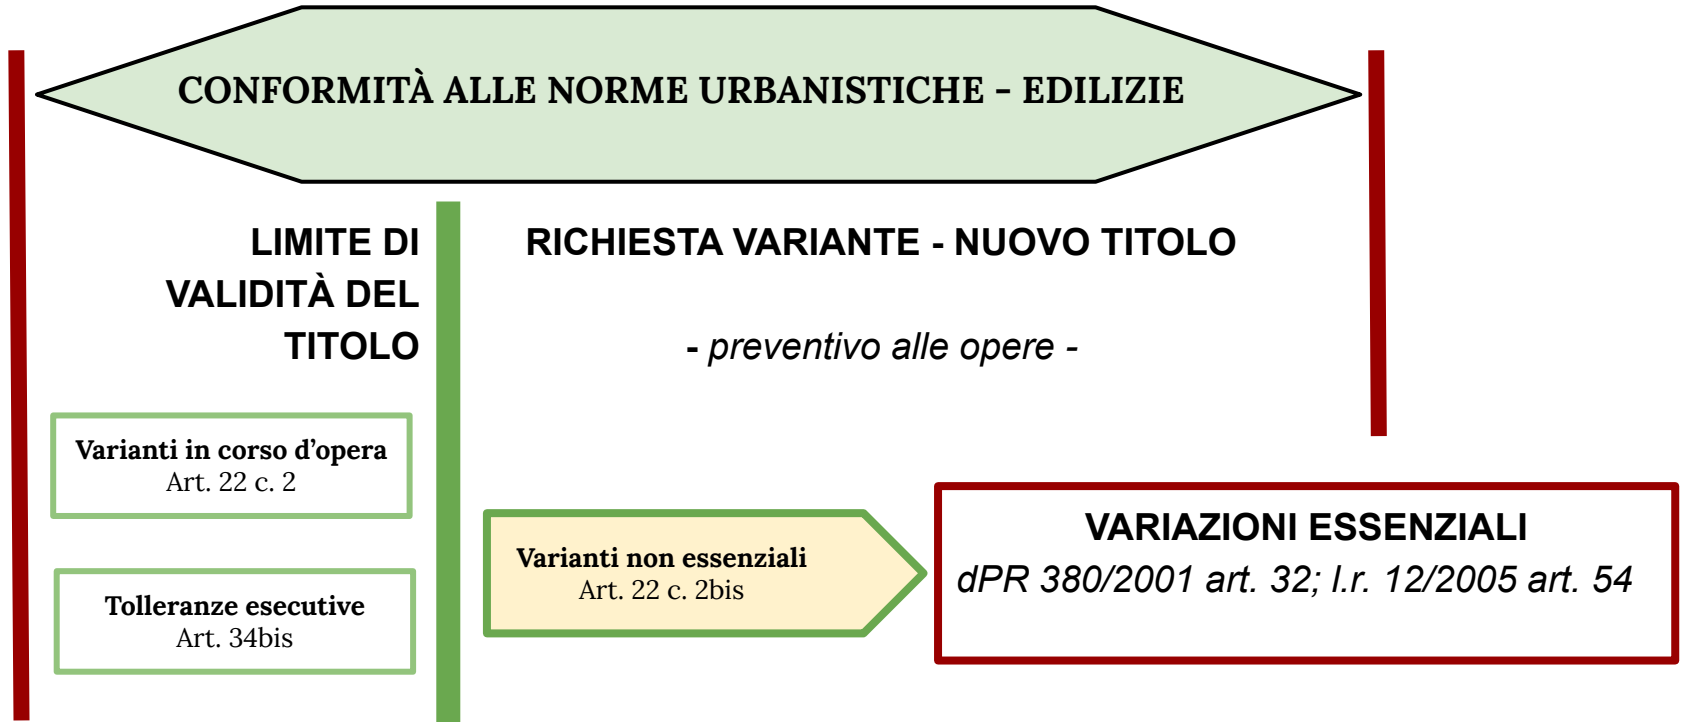 CONFORMITÀ ALLE NORME URBANISTICHE - EDILIZIE
LIMITE DI
VALIDITÀ DEL
TITOLO
RICHIESTA VARIANTE - NUOVO TITOLO
- preventivo alle opere -
Varianti in corso d’opera
Art. 22 c. 2
Tolleranze esecutive
Art. 34bis
Varianti non essenziali
Art. 22 c. 2bis
VARIAZIONI ESSENZIALI
dPR 380/2001 art. 32; l.r. 12/2005 art. 54